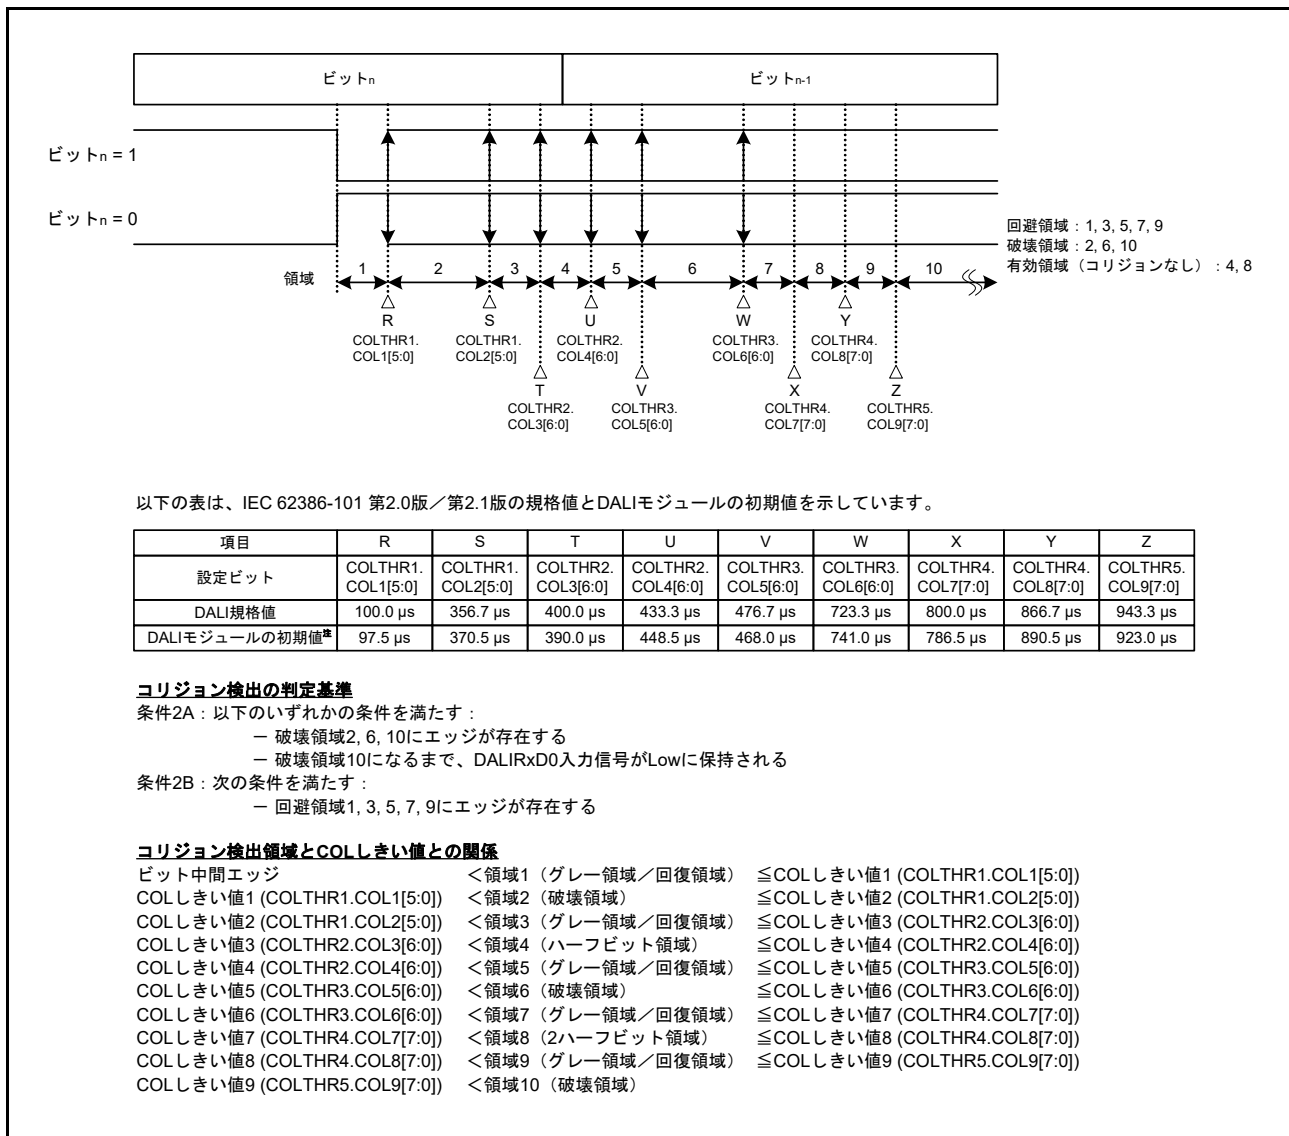 ビットn ビットn-1
ビットn = 1
ビットn = 0
回避領域：1, 3, 5, 7, 9
破壊領域：2, 6, 10
有効領域（コリジョンなし）：4, 8
領域 1 2 3 4 5 6 7 8 9 10
R S U W Y
COLTHR1. COL1[5:0] COLTHR1. COL2[5:0] COLTHR2. COL4[6:0] COLTHR3. COL6[6:0] COLTHR4. COL8[7:0]
T V X Z
COLTHR2. COL3[6:0] COLTHR3. COL5[6:0] COLTHR4. COL7[7:0] COLTHR5. COL9[7:0]
以下の表は、IEC 62386-101 第2.0版／第2.1版の規格値とDALIモジュールの初期値を示しています。
項目 R S T U V W X Y Z
設定ビット COLTHR1. COL1[5:0] COLTHR1. COL2[5:0] COLTHR2. COL3[6:0] COLTHR2. COL4[6:0] COLTHR3. COL5[6:0] COLTHR3. COL6[6:0] COLTHR4. COL7[7:0] COLTHR4. COL8[7:0] COLTHR5. COL9[7:0]
DALI規格値 100.0 µs 356.7 µs 400.0 µs 433.3 µs 476.7 µs 723.3 µs 800.0 µs 866.7 µs 943.3 µs
DALIモジュールの初期値注 97.5 µs 370.5 µs 390.0 µs 448.5 µs 468.0 µs 741.0 µs 786.5 µs 890.5 µs 923.0 µs
コリジョン検出の判定基準
条件2A：以下のいずれかの条件を満たす：
― 破壊領域2, 6, 10にエッジが存在する
― 破壊領域10になるまで、DALIRxD0入力信号がLowに保持される
条件2B：次の条件を満たす：
― 回避領域1, 3, 5, 7, 9にエッジが存在する
コリジョン検出領域とCOLしきい値との関係
ビット中間エッジ ＜領域1（グレー領域／回復領域） ≦COLしきい値1 (COLTHR1.COL1[5:0])
COLしきい値1 (COLTHR1.COL1[5:0]) ＜領域2（破壊領域） ≦COLしきい値2 (COLTHR1.COL2[5:0])
COLしきい値2 (COLTHR1.COL2[5:0]) ＜領域3（グレー領域／回復領域） ≦COLしきい値3 (COLTHR2.COL3[6:0])
COLしきい値3 (COLTHR2.COL3[6:0]) ＜領域4（ハーフビット領域） ≦COLしきい値4 (COLTHR2.COL4[6:0])
COLしきい値4 (COLTHR2.COL4[6:0]) ＜領域5（グレー領域／回復領域） ≦COLしきい値5 (COLTHR3.COL5[6:0])
COLしきい値5 (COLTHR3.COL5[6:0]) ＜領域6（破壊領域） ≦COLしきい値6 (COLTHR3.COL6[6:0])
COLしきい値6 (COLTHR3.COL6[6:0]) ＜領域7（グレー領域／回復領域） ≦COLしきい値7 (COLTHR4.COL7[7:0])
COLしきい値7 (COLTHR4.COL7[7:0]) ＜領域8（2ハーフビット領域） ≦COLしきい値8 (COLTHR4.COL8[7:0])
COLしきい値8 (COLTHR4.COL8[7:0]) ＜領域9（グレー領域／回復領域） ≦COLしきい値9 (COLTHR5.COL9[7:0])
COLしきい値9 (COLTHR5.COL9[7:0]) ＜領域10（破壊領域）